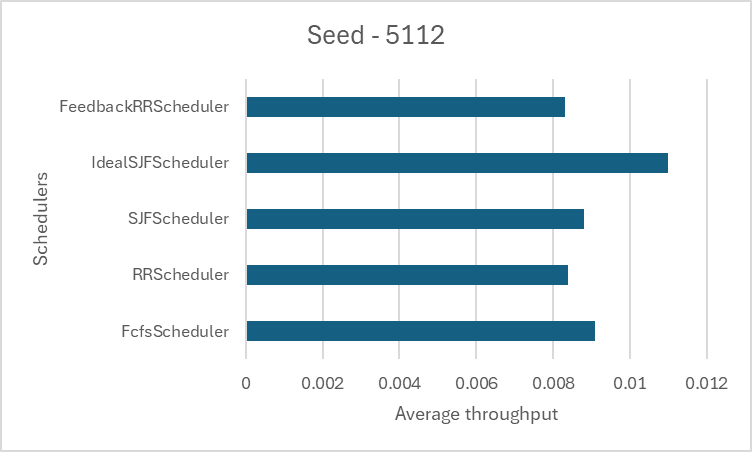 Seed - 5112
Schedulers
FeedbackRRScheduler
IdealSJFScheduler
SJFScheduler
RRScheduler
FcfsScheduler
0 0.002 0.004 0.006 0.008 0.01 0.012
Average throughput